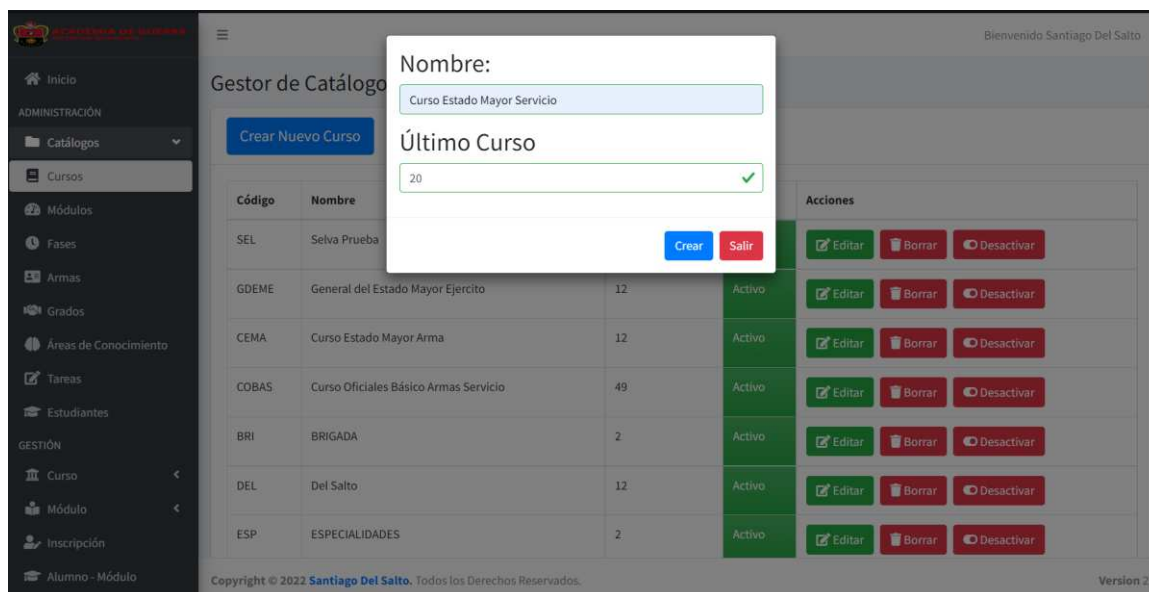 ACADEMIA DE GUERRA
Bienvenido Santiago Del Salto
Inicio
ADMINISTRACIÓN
Catálogos
Cursos
Módulos
Fases
Armas
Grados
Áreas de Conocimiento
Tareas
Estudiantes
GESTIÓN
Curso
Módulo
Inscripción
Alumno - Módulo
Gestor de Catálogo
Crear Nuevo Curso
Nombre:
Curso Estado Mayor Servicio
Último Curso
20
Crear Salir
Código Nombre Acciones
SEL Selva Prueba Editar Borrar Desactivar
GDEME General del Estado Mayor Ejercito 12 Activo Editar Borrar Desactivar
CEMA Curso Estado Mayor Arma 12 Activo Editar Borrar Desactivar
COBAS Curso Oficiales Básico Armas Servicio 49 Activo Editar Borrar Desactivar
BRI BRIGADA 2 Activo Editar Borrar Desactivar
DEL Del Salto 12 Activo Editar Borrar Desactivar
ESP ESPECIALIDADES 2 Activo Editar Borrar Desactivar
Copyright © 2022 Santiago Del Salto. Todos los Derechos Reservados.
Version 2